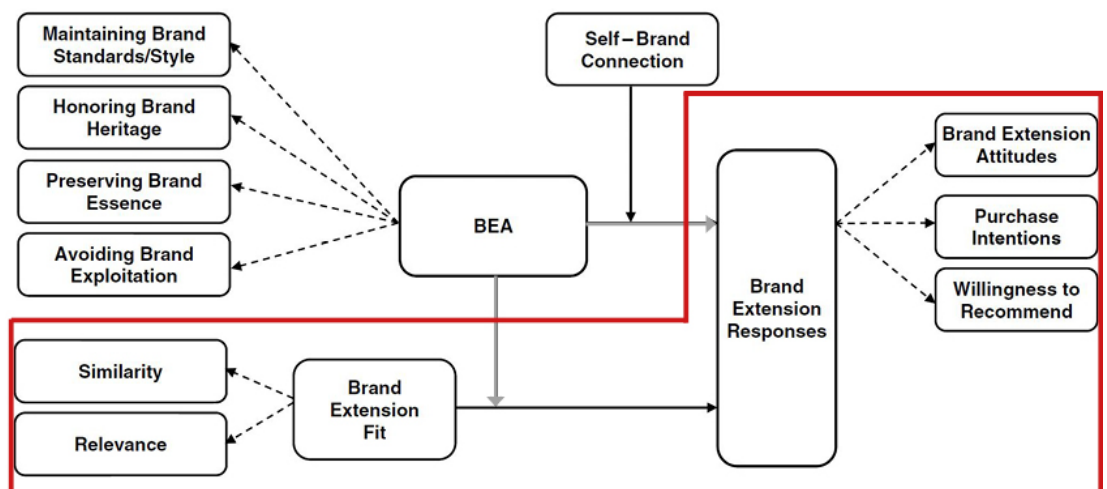 Maintaining Brand
Standards/Style
Honoring Brand
Heritage
Preserving Brand
Essence
Avoiding Brand
Exploitation
Self–Brand
Connection
BEA
Brand
Extension
Responses
Brand Extension
Attitudes
Purchase
Intentions
Willingness to
Recommend
Similarity
Relevance
Brand
Extension
Fit